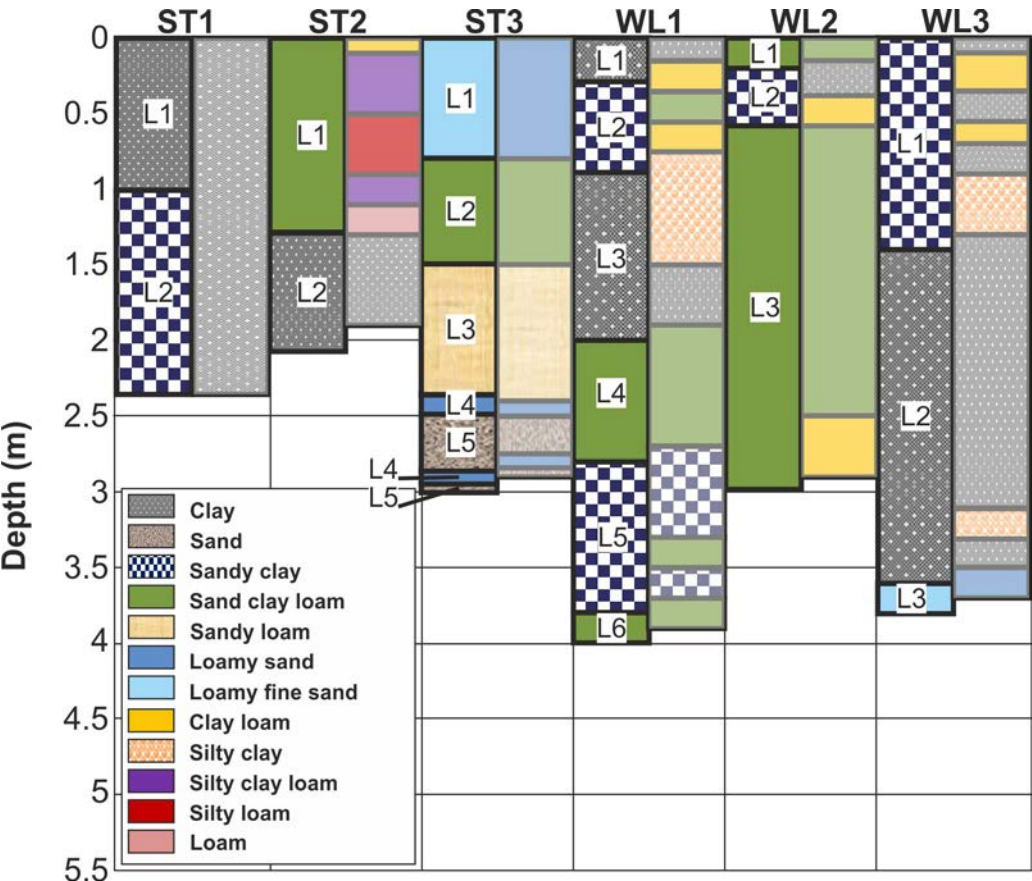 ST1 ST2 ST3 WL1 WL2 WL3
Depth (m)
0
0.5
1
1.5
2
2.5
3
3.5
4
4.5
5
5.5
L1
L2
L1
L2
L1
L2
L3
L4
L5
L4
L5
L1
L2
L3
L4
L5
L6
L1
L2
L3
L1
L2
L3
Clay
Sand
Sandy clay
Sand clay loam
Sandy loam
Loamy sand
Loamy fine sand
Clay loam
Silty clay
Silty clay loam
Silty loam
Loam